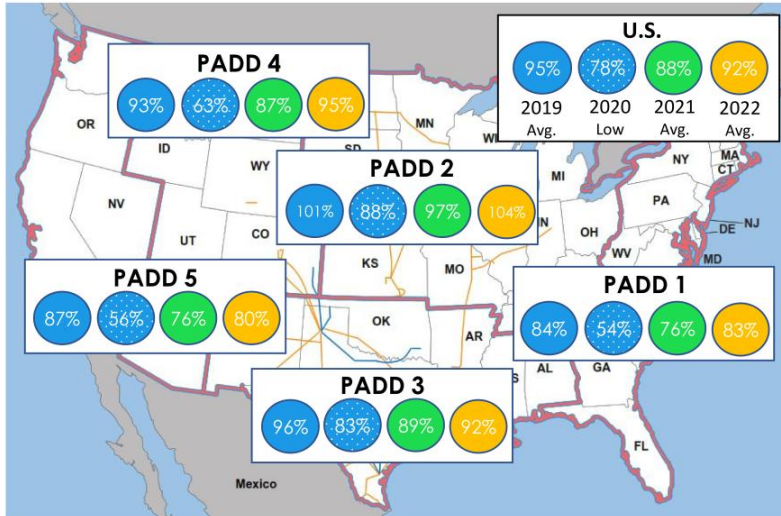 U.S.
95% 78% 88% 92%
2019 2020 2021 2022
Avg. Low Avg. Avg.
PADD 4
93% 63% 87% 95%
PADD 2
101% 88% 97% 104%
PADD 5
87% 56% 76% 80%
PADD 1
84% 54% 76% 83%
PADD 3
96% 83% 89% 92%
OR
ID
WY
SD
MN
WI
MI
NY
MA
CT
NV
UT
CO
KS
MO
IN
OH
PA
NJ
DE
WV
MD
OK
AR
S
AL
GA
FL
Mexico